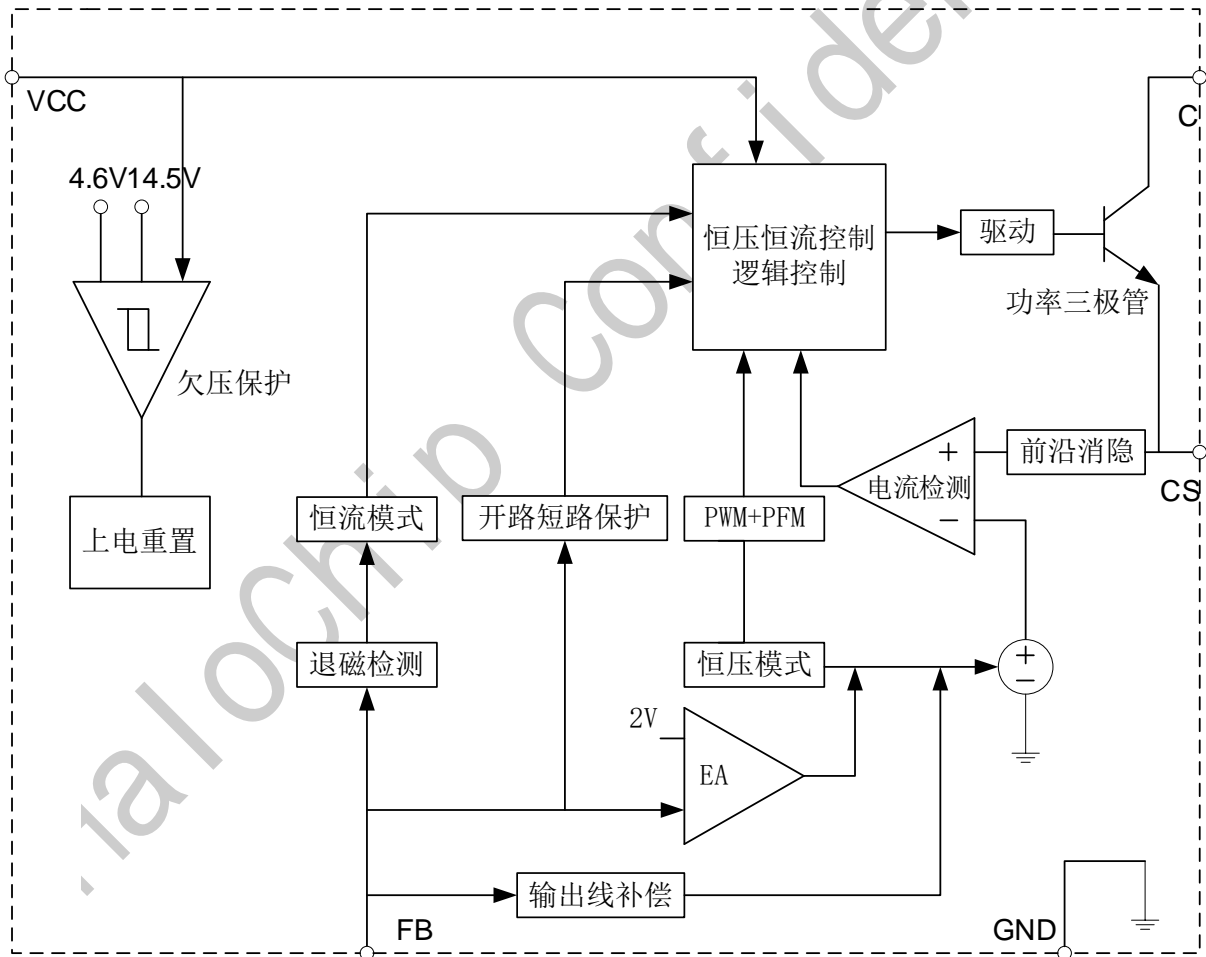 VCC
C
4.6V14.5V
恒压恒流控制
逻辑控制
驱动
功率三极管
欠压保护
+
前沿消隐
CS
电流检测
−
恒流模式
开路短路保护
PWM+PFM
上电重置
退磁检测
恒压模式
+
−
2V
EA
输出线补偿
FB
GND
naloChip Confiden